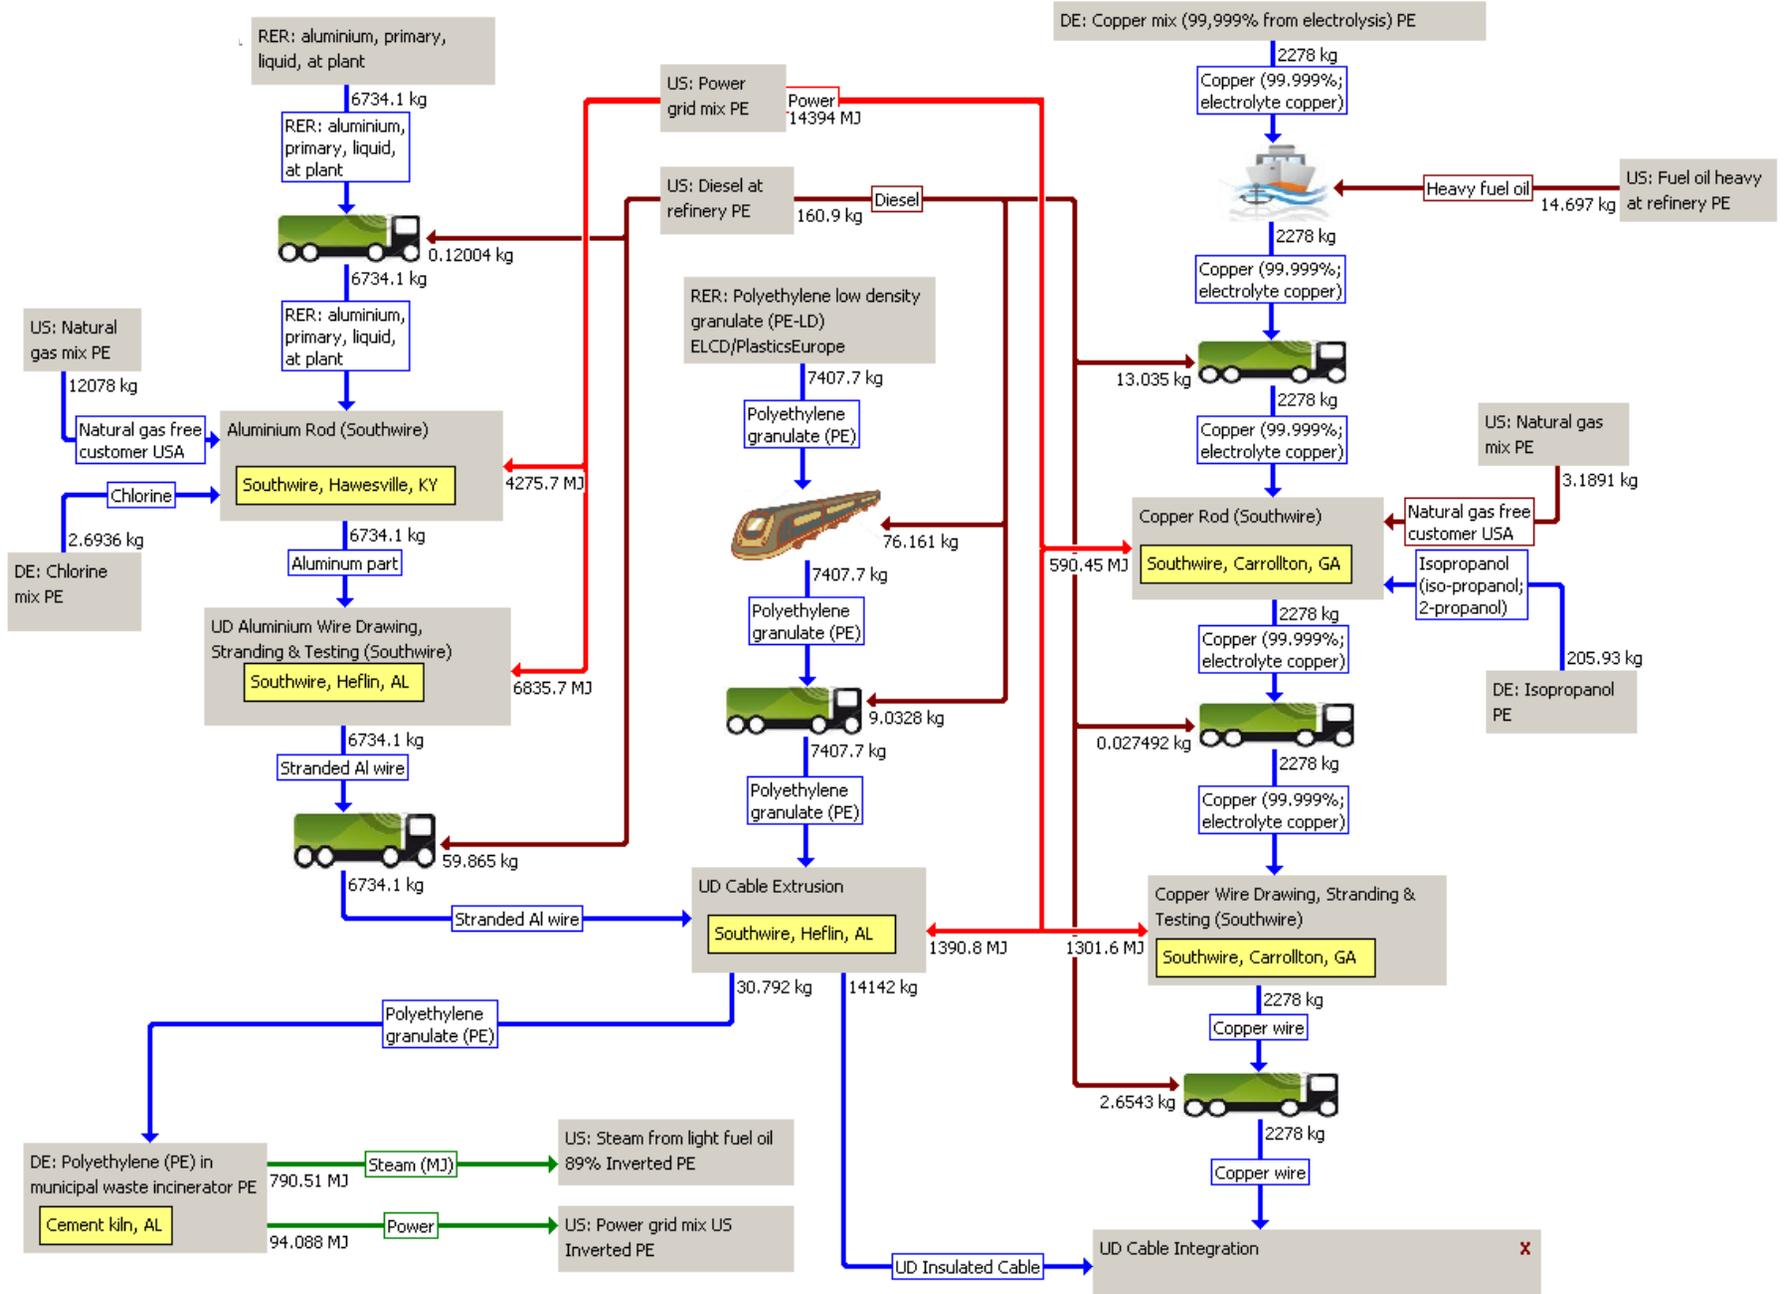 RER: aluminium, primary,
liquid, at plant
6734.1 kg
RER: aluminium,
primary, liquid,
at plant
0.12004 kg
6734.1 kg
RER: aluminium,
primary, liquid,
at plant
US: Natural
gas mix PE
12078 kg
Natural gas free
customer USA
Aluminium Rod (Southwire)
Southwire, Hawesville, KY
4275.7 MJ
Chlorine
2.6936 kg
DE: Chlorine
mix PE
6734.1 kg
Aluminum part
UD Aluminium Wire Drawing,
Stranding & Testing (Southwire)
Southwire, Heflin, AL
6835.7 MJ
6734.1 kg
Stranded Al wire
59.865 kg
6734.1 kg
Stranded Al wire
US: Power
grid mix PE
Power
14394 MJ
US: Diesel at
refinery PE
160.9 kg
Diesel
RER: Polyethylene low density
granulate (PE-LD)
ELCD/PlasticsEurope
7407.7 kg
Polyethylene
granulate (PE)
76.161 kg
7407.7 kg
Polyethylene
granulate (PE)
9.0328 kg
7407.7 kg
Polyethylene
granulate (PE)
UD Cable Extrusion
Southwire, Heflin, AL
1390.8 MJ
30.792 kg
14142 kg
Polyethylene
granulate (PE)
DE: Polyethylene (PE) in
municipal waste incinerator PE
Cement kiln, AL
790.51 MJ
Steam (MJ)
US: Steam from light fuel oil
89% Inverted PE
94.088 MJ
Power
US: Power grid mix US
Inverted PE
DE: Copper mix (99,999% from electrolysis) PE
2278 kg
Copper (99.999%;
electrolyte copper)
Heavy fuel oil
14.697 kg
US: Fuel oil heavy
at refinery PE
2278 kg
Copper (99.999%;
electrolyte copper)
13.035 kg
2278 kg
Copper (99.999%;
electrolyte copper)
US: Natural gas
mix PE
3.1891 kg
Natural gas free
customer USA
Copper Rod (Southwire)
Southwire, Carrollton, GA
590.45 MJ
Isopropanol
(iso-propanol;
2-propanol)
205.93 kg
DE: Isopropanol
PE
2278 kg
Copper (99.999%;
electrolyte copper)
0.027492 kg
2278 kg
Copper (99.999%;
electrolyte copper)
Copper Wire Drawing, Stranding &
Testing (Southwire)
Southwire, Carrollton, GA
1301.6 MJ
2278 kg
Copper wire
2.6543 kg
2278 kg
Copper wire
UD Insulated Cable
UD Cable Integration
X